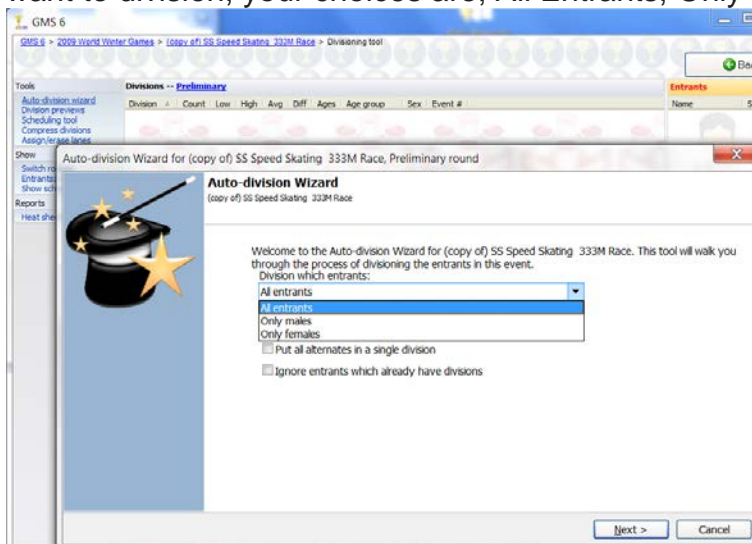 want to division, your choices are, All Entrants, Only
GMS 6
GMS 6 > 2009 World Winter Games > (copy of) SS Speed Skating 333M Race > Divisioning tool
Tools
Divisions -- Preliminary
Entrants
Auto-division wizard
Division previews
Scheduling tool
Compress divisions
Assign/erase lanes
Division Count Low High Avg Diff Ages Age group Sex Event #
Name
Show
Switch ro
Entrants
Show sch
Reports
Heat she
Auto-division Wizard for (copy of) SS Speed Skating 333M Race, Preliminary round
Auto-division Wizard
(copy of) SS Speed Skating 333M Race
Welcome to the Auto-division Wizard for (copy of) SS Speed Skating 333M Race. This tool will walk you
through the process of divisioning the entrants in this event.
Division which entrants:
All entrants
All entrants
Only males
Only females
Put all alternates in a single division
Ignore entrants which already have divisions
Next >
Cancel